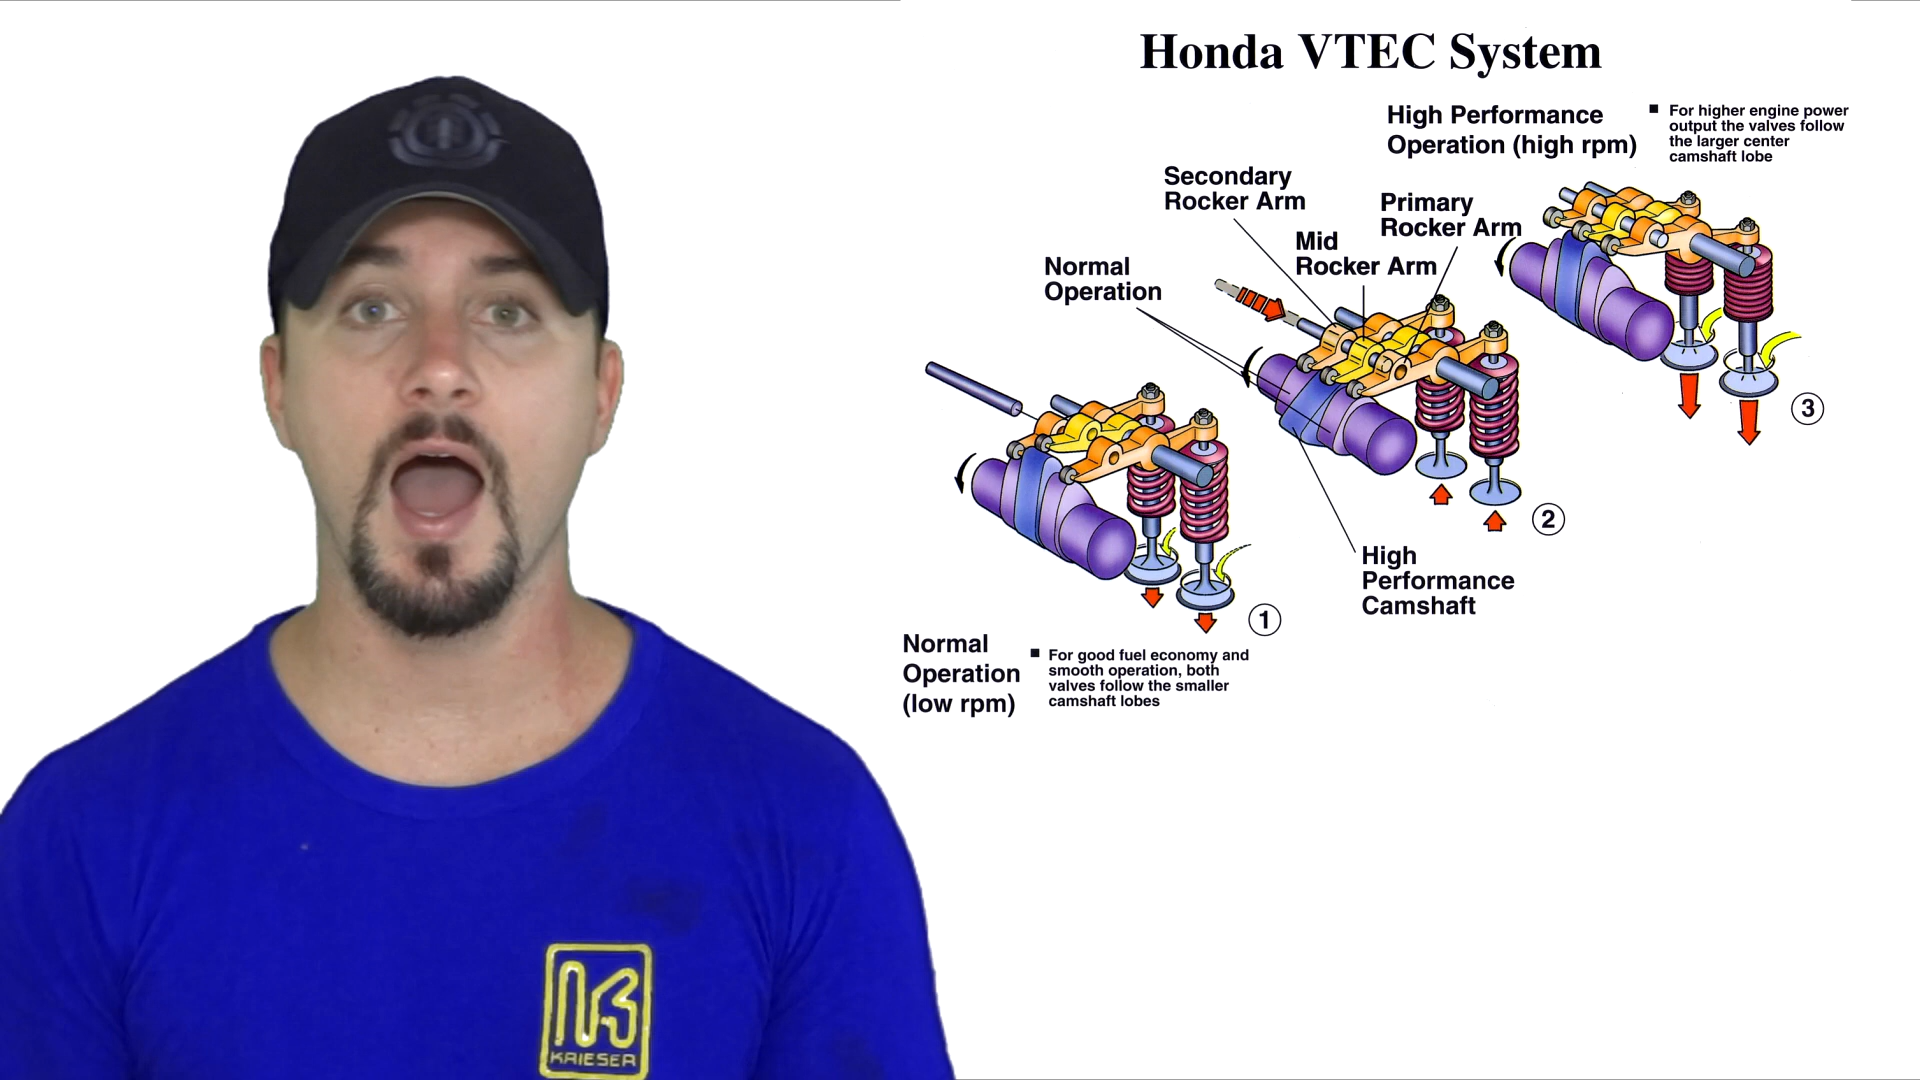 Honda VTEC System
High Performance
Operation (high rpm)
■ For higher engine power
output the valves follow
the larger center
camshaft lobe
Secondary
Rocker Arm
Primary
Rocker Arm
Mid
Rocker Arm
Normal
Operation
3
2
High
Performance
Camshaft
1
Normal
Operation
(low rpm)
■ For good fuel economy and
smooth operation, both
valves follow the smaller
camshaft lobes
KRIESER